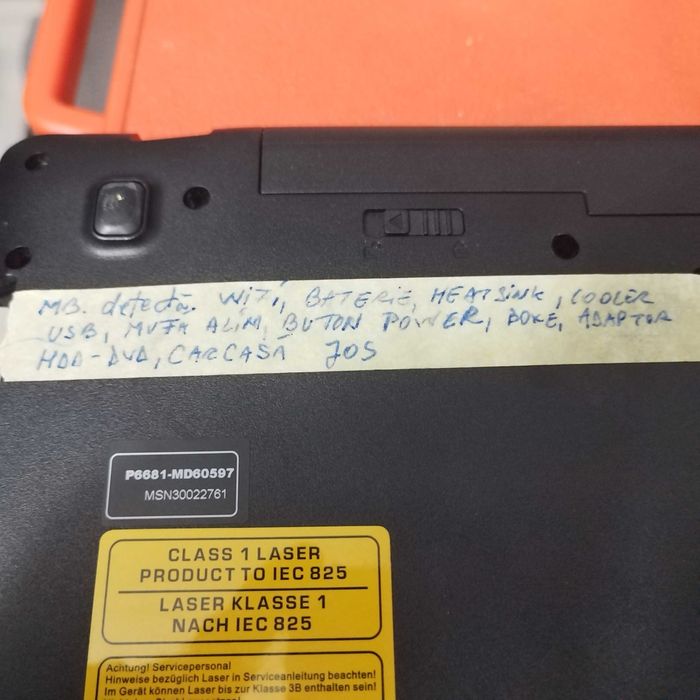 MB. defectă. WiFi, BATERIE, HEATSINK, COOLER
USB, MUFA ALIM, BUTON POWER, BOXE, ADAPTOR
HDD-DVD, CARCASĂ JOS
P6681-MD60597
MSN30022761
CLASS 1 LASER
PRODUCT TO IEC 825
LASER KLASSE 1
NACH IEC 825
Achtung! Servicepersonal
Hinweise bezüglich Laser in Serviceanleitung beachten!
Im Gerät können Laser bis zur Klasse 3B enthalten sein!